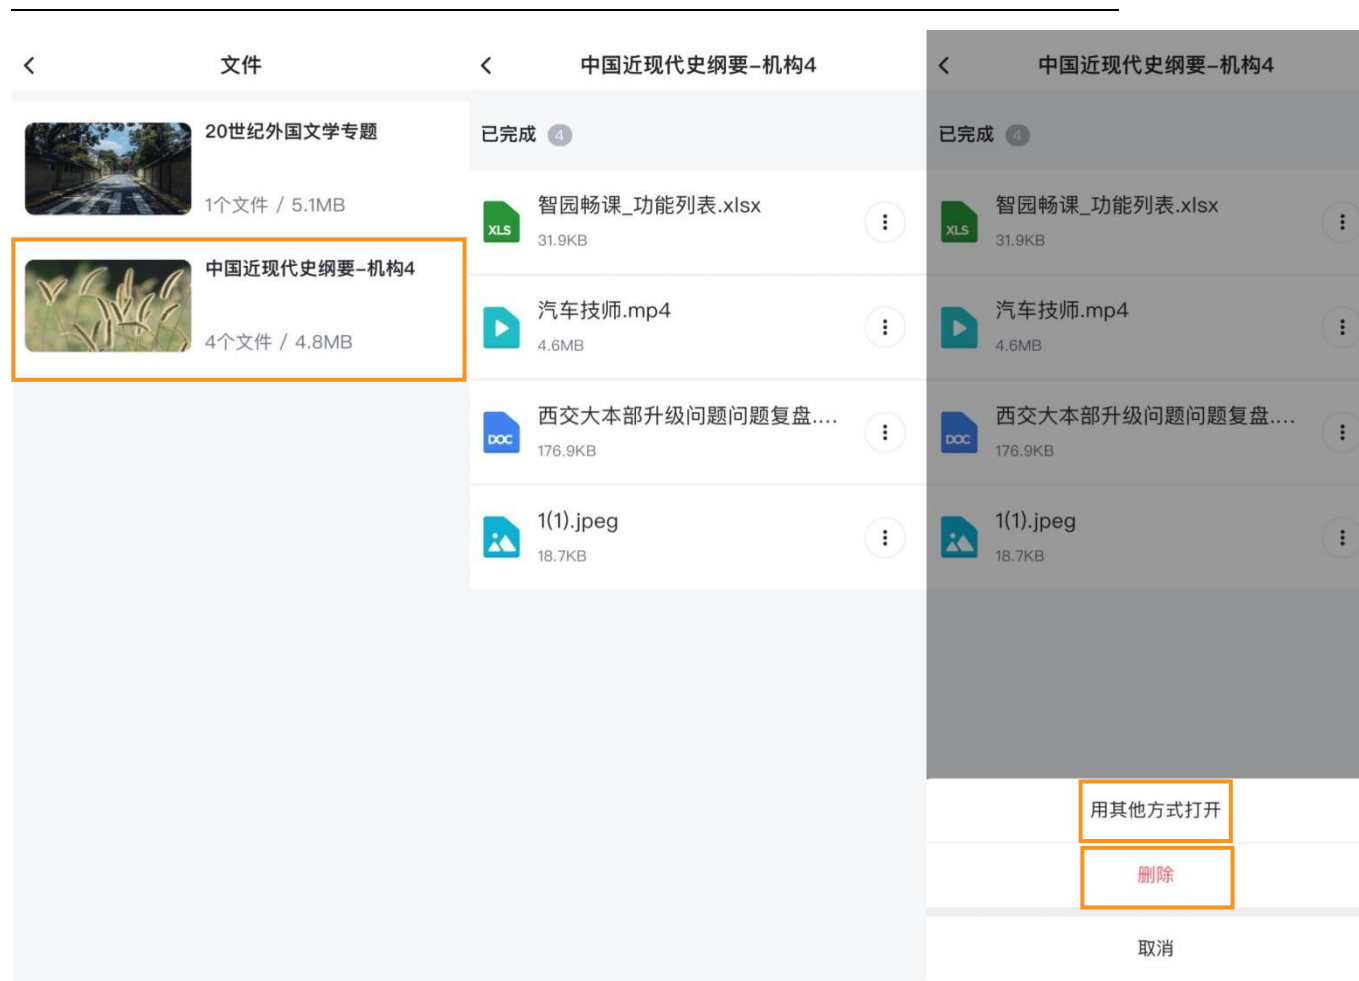 文件
20世纪外国文学专题
1个文件 / 5.1MB
中国近现代史纲要-机构4
4个文件 / 4.8MB
中国近现代史纲要-机构4
已完成 4
智园畅课_功能列表.xlsx
XLS
31.9KB
汽车技师.mp4
4.6MB
西交大本部升级问题问题复盘....
DOC
176.9KB
1(1).jpeg
18.7KB
中国近现代史纲要-机构4
已完成 4
智园畅课_功能列表.xlsx
XLS
31.9KB
汽车技师.mp4
4.6MB
西交大本部升级问题问题复盘....
DOC
176.9KB
1(1).jpeg
18.7KB
用其他方式打开
删除
取消